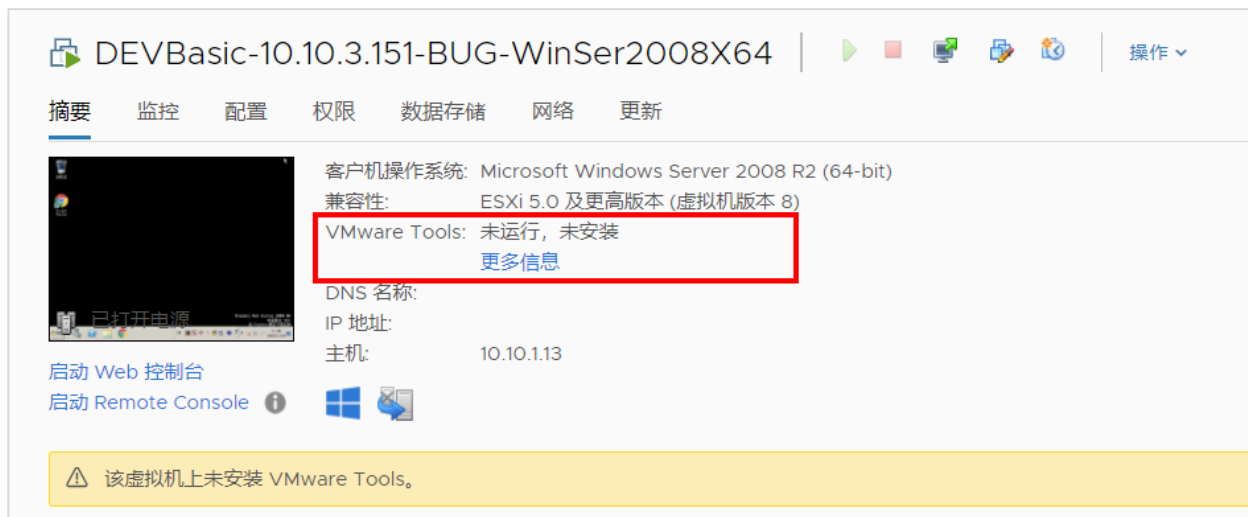 DEVBasic-10.10.3.151-BUG-WinSer2008X64 操作
摘要 监控 配置 权限 数据存储 网络 更新
客户机操作系统: Microsoft Windows Server 2008 R2 (64-bit)
兼容性: ESXi 5.0 及更高版本 (虚拟机版本 8)
VMware Tools: 未运行，未安装
更多信息
DNS 名称:
IP 地址:
主机: 10.10.1.13
已打开电源
启动 Web 控制台
启动 Remote Console
该虚拟机上未安装 VMware Tools。